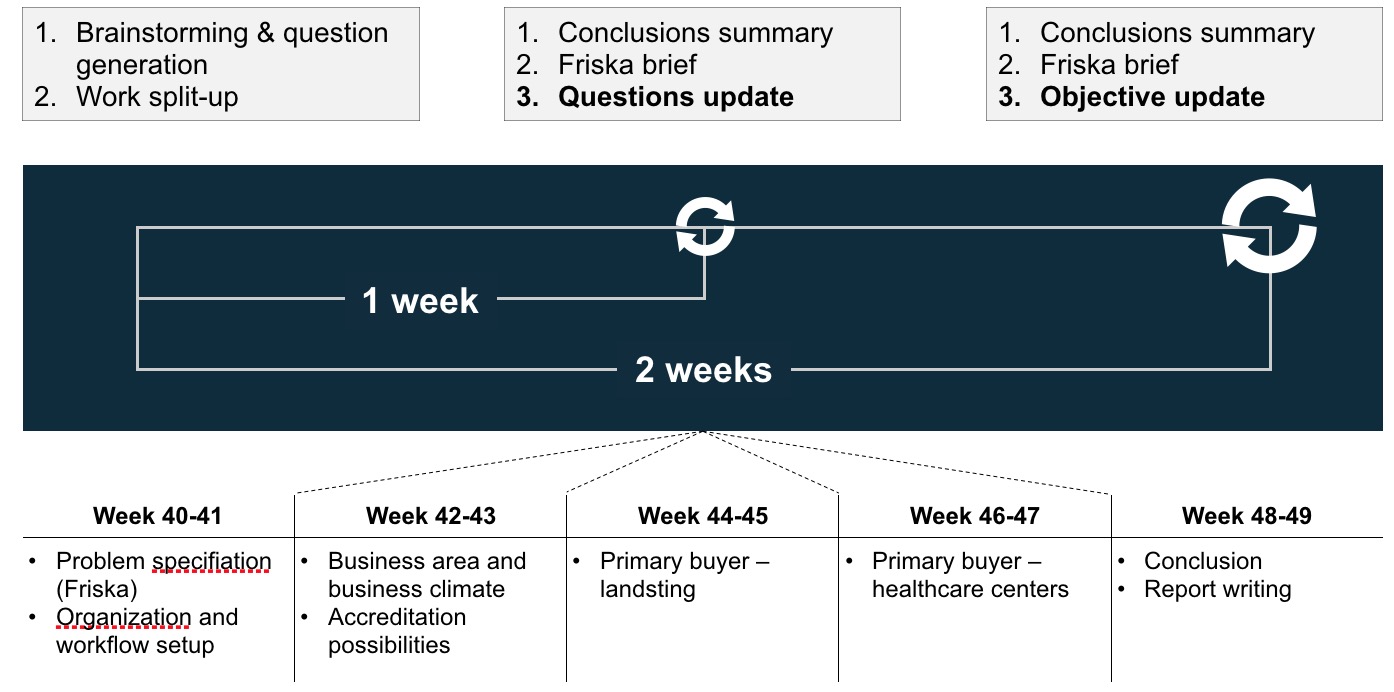 1. Brainstorming & question
generation
2. Work split-up
1. Conclusions summary
2. Friska brief
3. Questions update
1. Conclusions summary
2. Friska brief
3. Objective update
1 week
2 weeks
Week 40-41
• Problem specifiation
(Friska)
• Organization and
workflow setup
Week 42-43
• Business area and
business climate
• Accreditation
possibilities
Week 44-45
• Primary buyer –
landsting
Week 46-47
• Primary buyer –
healthcare centers
Week 48-49
• Conclusion
• Report writing